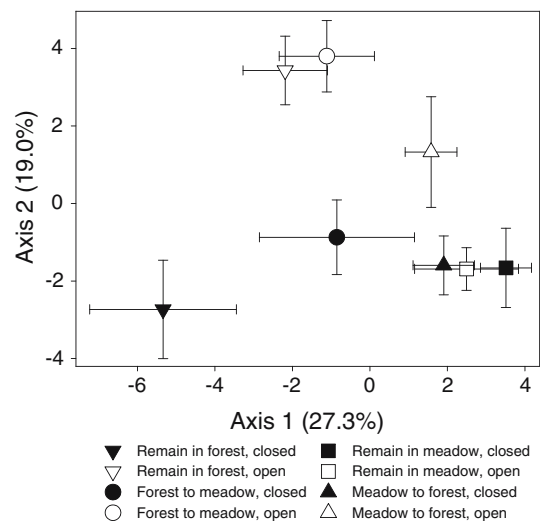 4
2
0
-2
-4
Axis 2 (19.0%)
-6 -4 -2 0 2 4
Axis 1 (27.3%)
Remain in forest, closed
Remain in forest, open
Forest to meadow, closed
Forest to meadow, open
Remain in meadow, closed
Remain in meadow, open
Meadow to forest, closed
Meadow to forest, open